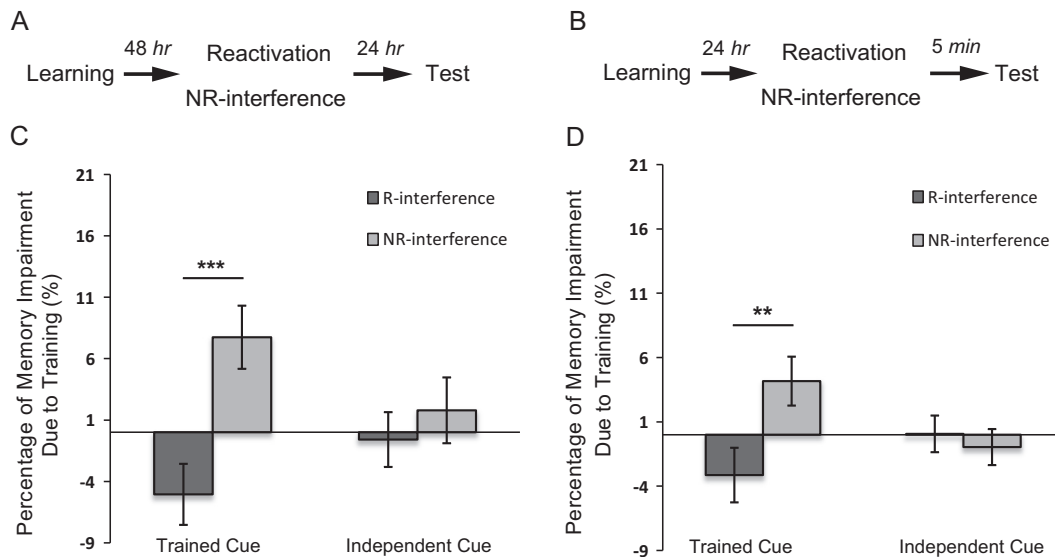 A
48 hr
Reactivation
24 hr
Learning
Test
NR-interference
B
24 hr
Reactivation
5 min
Learning
Test
NR-interference
C
Percentage of Memory Impairment
Due to Training (%)
21
16
11
6
1
-4
-9
R-interference
NR-interference
***
Trained Cue
Independent Cue
D
Percentage of Memory Impairment
Due to Training (%)
21
16
11
6
1
-4
-9
R-interference
NR-interference
**
Trained Cue
Independent Cue